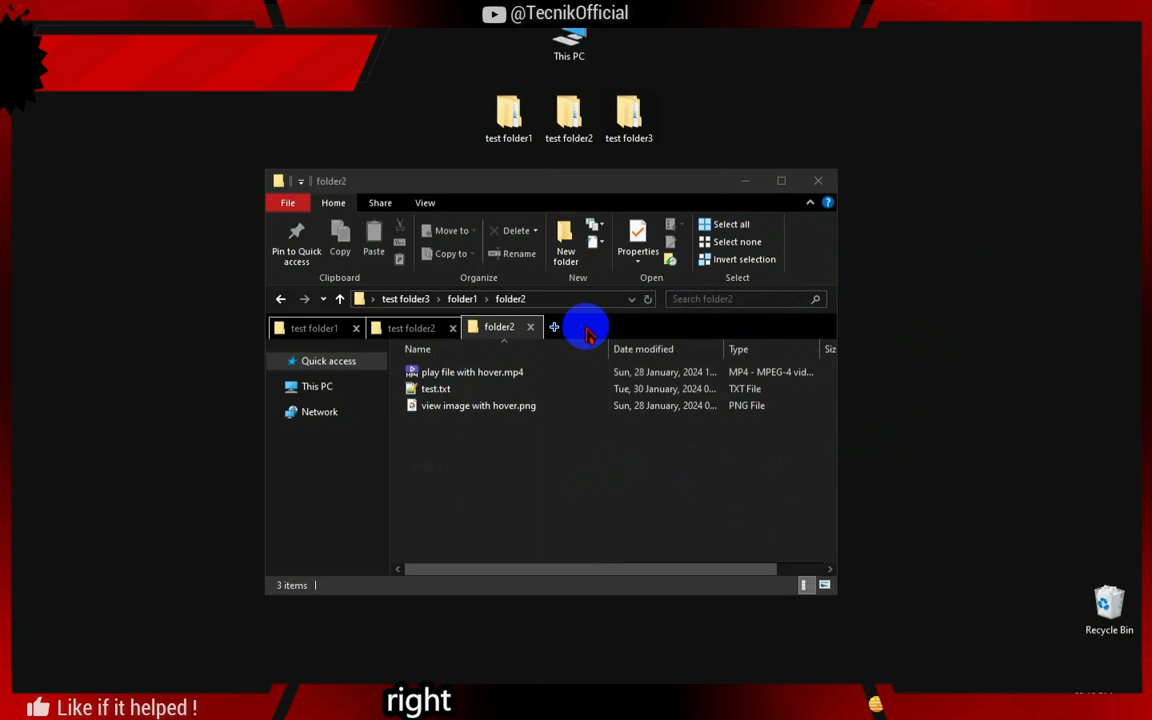 @TecnikOfficial
This PC
test folder1 test folder2 test folder3
folder2
File Home Share View
Pin to Quick access
Copy
Paste
Clipboard
Move to
Copy to
Delete
Rename
Organize
New folder
New
Properties
Open
Select all
Select none
Invert selection
Select
test folder3 folder1 folder2
Search folder2
test folder1 test folder2 folder2
Name Date modified Type Siz
Quick access
This PC
Network
play file with hover.mp4 Sun, 28 January, 2024 1... MP4 - MPEG-4 vid...
test.txt Tue, 30 January, 2024 0... TXT File
view image with hover.png Sun, 28 January, 2024 0... PNG File
3 items
Recycle Bin
Like if it helped !
right